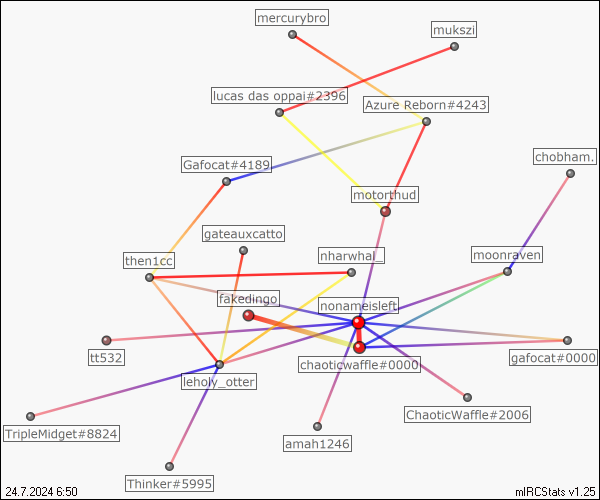 mercurybro
mukszi
lucas das oppai#2396
Azure Reborn#4243
chobham.
Gafocat#4189
motorthud
gateauxcatto
nharwhal_
moonraven
then1cc
fakedingo
nonameisleft
tt532
chaoticwaffle#0000
gafocat#0000
leholy_otter
ChaoticWaffle#2006
TripleMidget#8824
amah1246
Thinker#5995
24.7.2024 6:50
mIRCStats v1.25